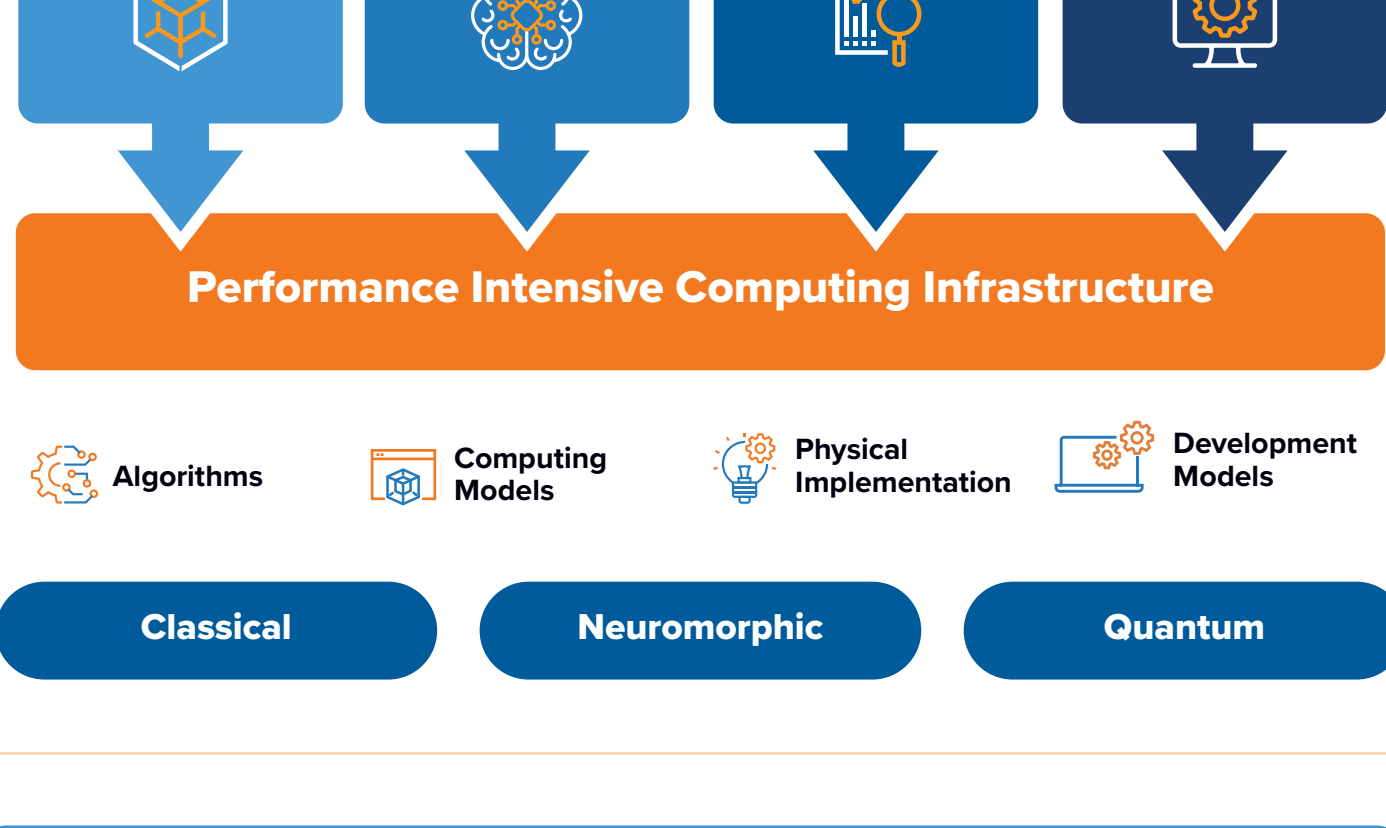 Performance Intensive Computing Infrastructure
Algorithms
Computing
Models
Physical
Implementation
Development
Models
Classical
Neuromorphic
Quantum